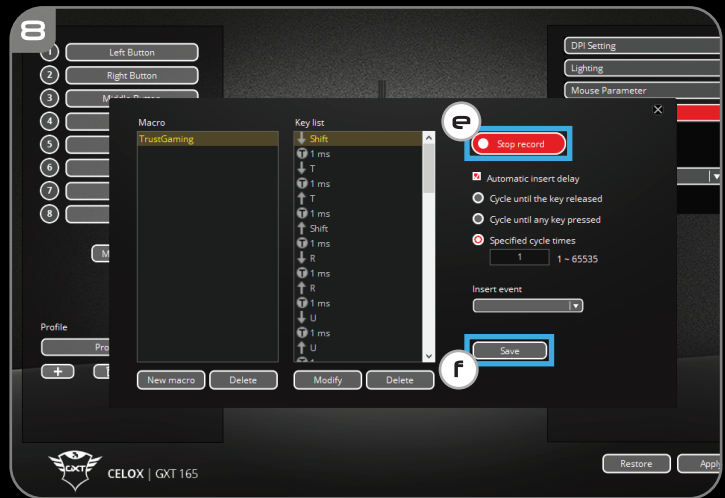 8
1 Left Button
2 Right Button
3 Middle Button
4
5
6
7
8
M
Profile
Pro
+
DPI Setting
Lighting
Mouse Parameter
Macro
TrustGaming
New macro
Delete
Key list
Shift
1 ms
T
1 ms
T
1 ms
Shift
1 ms
R
1 ms
R
1 ms
U
1 ms
U
Modify
Delete
e
Stop record
Automatic insert delay
Cycle until the key released
Cycle until any key pressed
Specified cycle times
1 1 ~ 65535
Insert event
f
Save
GXT CELOX | GXT 165
Restore
Apply